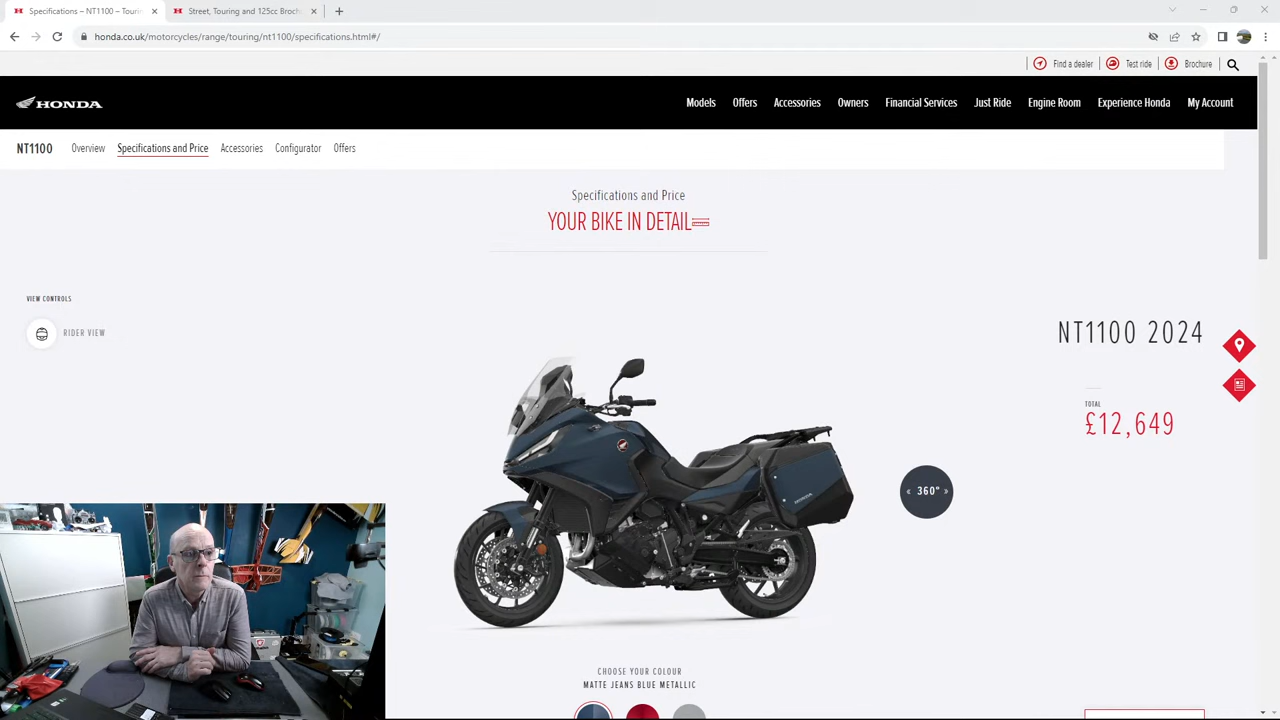 Specifications – NT1100 – Tourin
Street, Touring and 125cc Broch
honda.co.uk/motorcycles/range/touring/nt1100/specifications.html#/
Find a dealer
Test ride
Brochure
HONDA
Models
Offers
Accessories
Owners
Financial Services
Just Ride
Engine Room
Experience Honda
My Account
NT1100
Overview
Specifications and Price
Accessories
Configurator
Offers
Specifications and Price
YOUR BIKE IN DETAIL
VIEW CONTROLS
RIDER VIEW
NT1100 2024
TOTAL
£12,649
« 360° »
HONDA
CHOOSE YOUR COLOUR
MATTE JEANS BLUE METALLIC